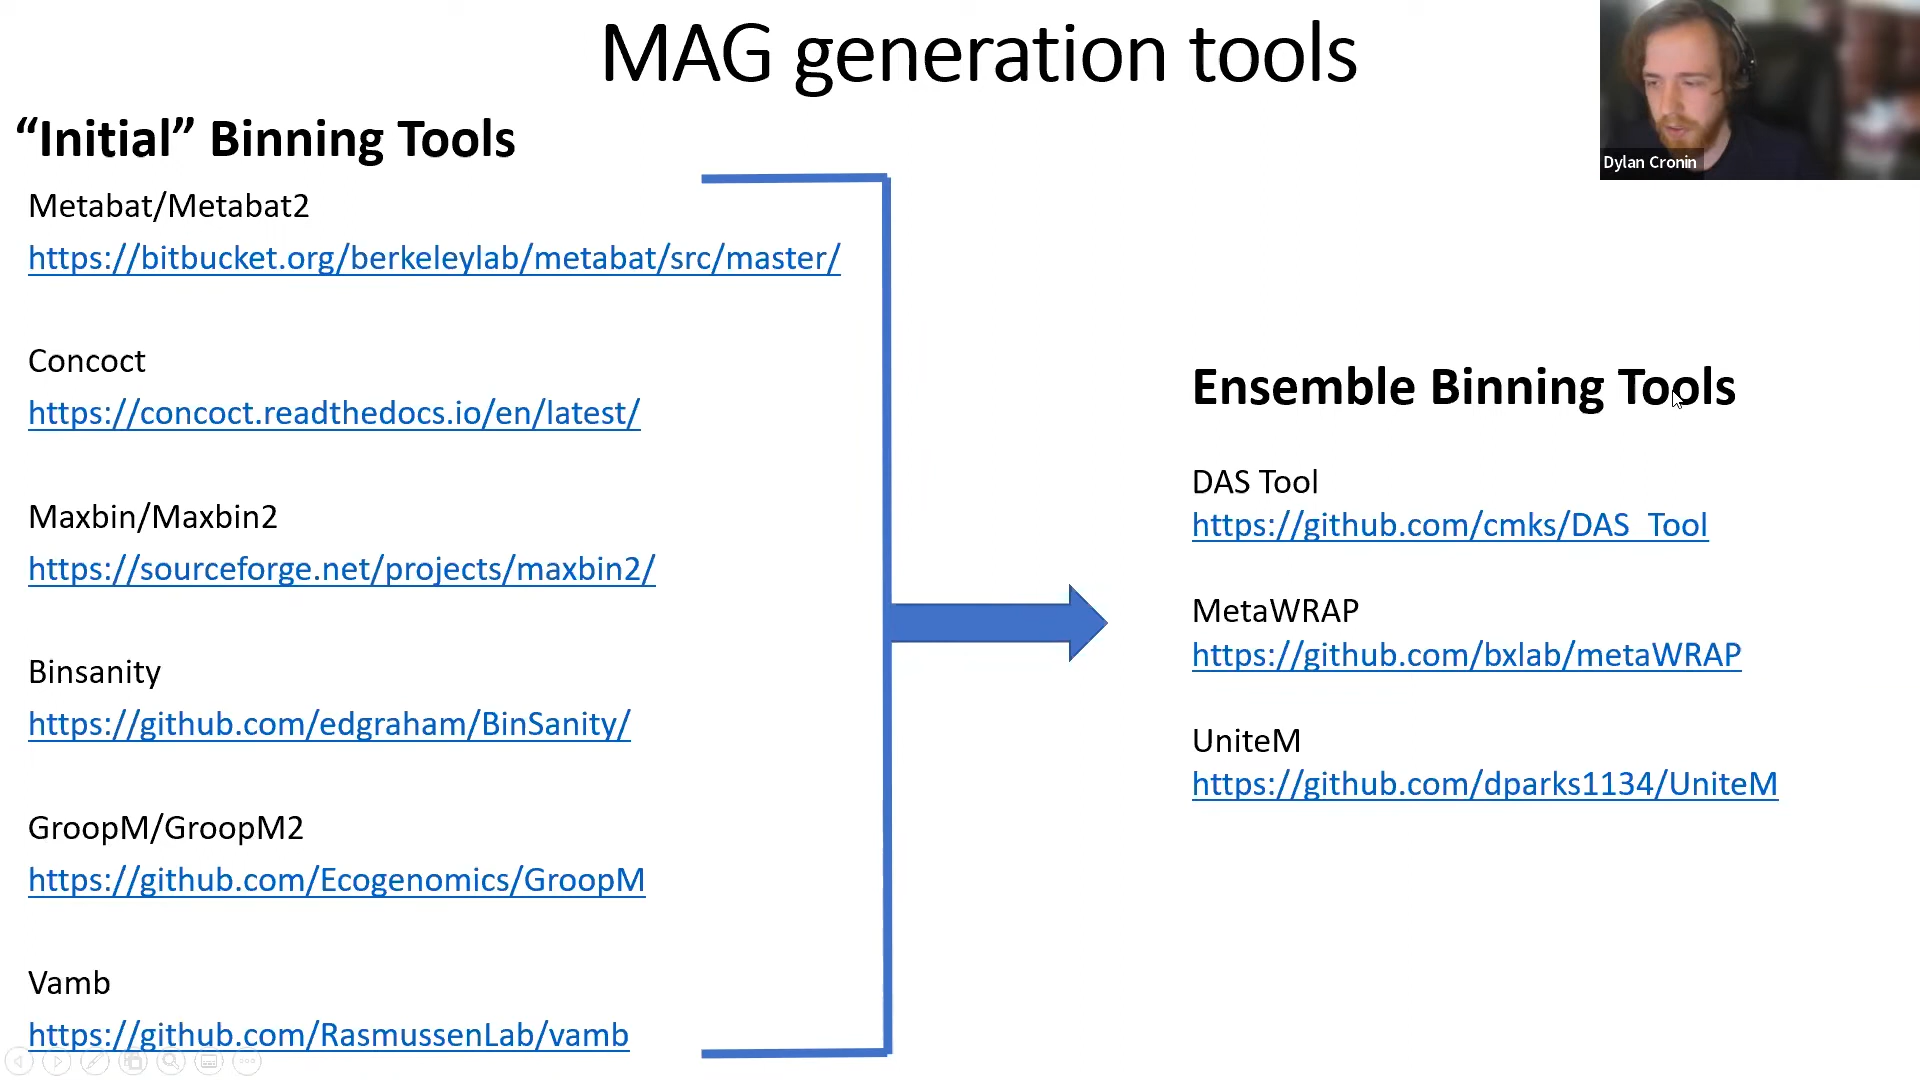 MAG generation tools
Dylan Cronin
“Initial” Binning Tools
Metabat/Metabat2
https://bitbucket.org/berkeleylab/metabat/src/master/
Concoct
https://concoct.readthedocs.io/en/latest/
Maxbin/Maxbin2
https://sourceforge.net/projects/maxbin2/
Binsanity
https://github.com/edgraham/BinSanity/
GroopM/GroopM2
https://github.com/Ecogenomics/GroopM
Vamb
https://github.com/RasmussenLab/vamb
Ensemble Binning Tools
DAS Tool
https://github.com/cmks/DAS_Tool
MetaWRAP
https://github.com/bxlab/metaWRAP
UniteM
https://github.com/dparks1134/UniteM